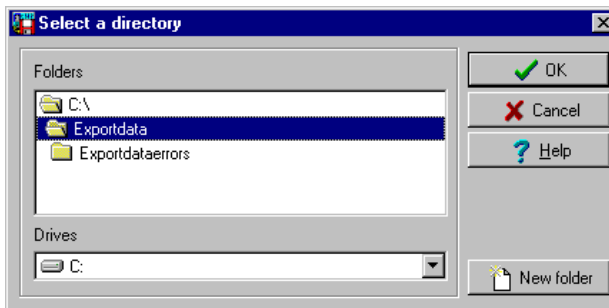 Select a directory
Folders
C:\
Exportdata
Exportdataerrors
Drives
C:
OK
Cancel
Help
New folder